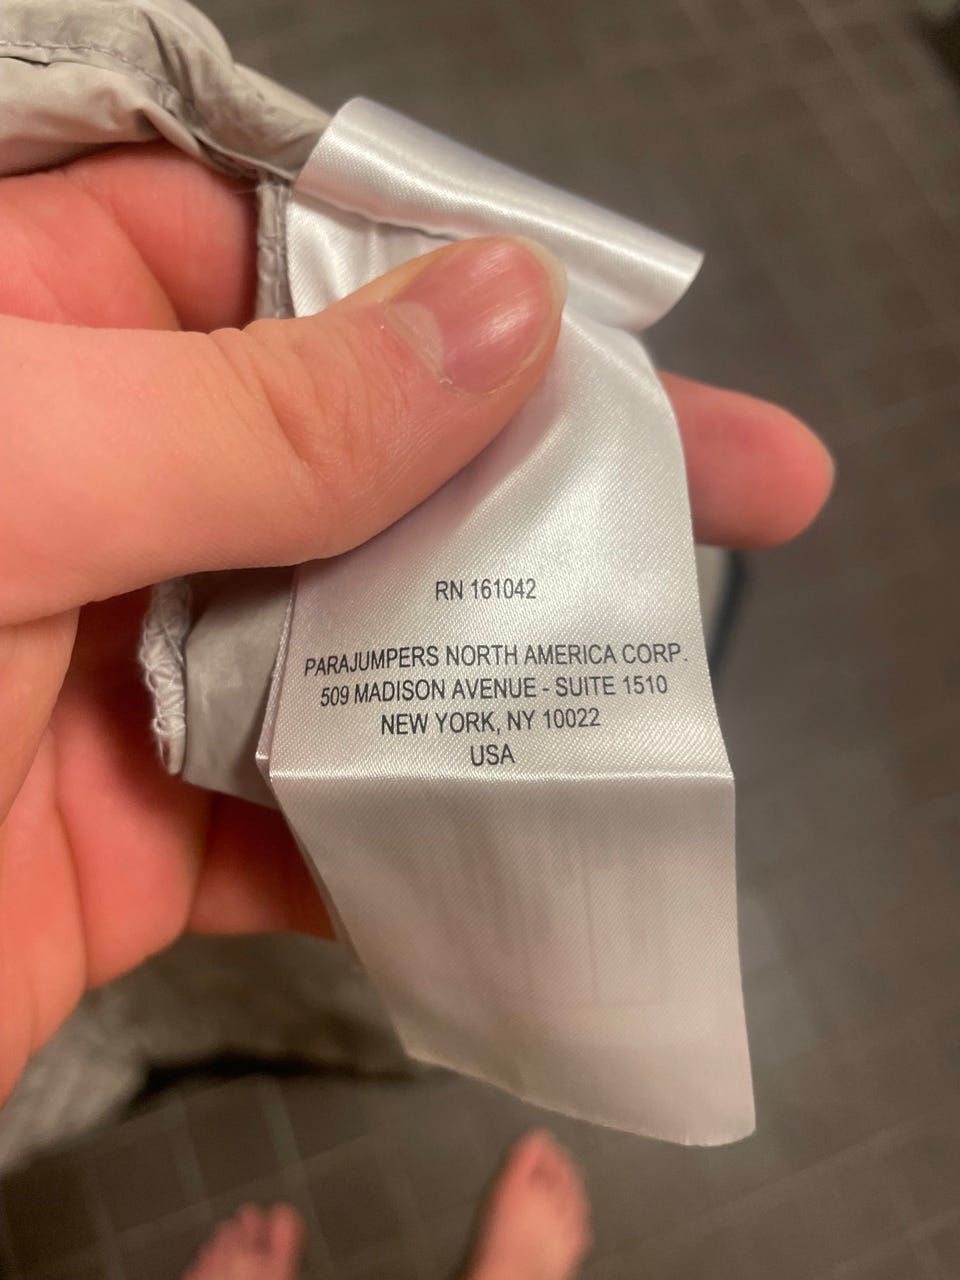 RN 161042
PARAJUMPERS NORTH AMERICA CORP.
509 MADISON AVENUE - SUITE 1510
NEW YORK, NY 10022
USA